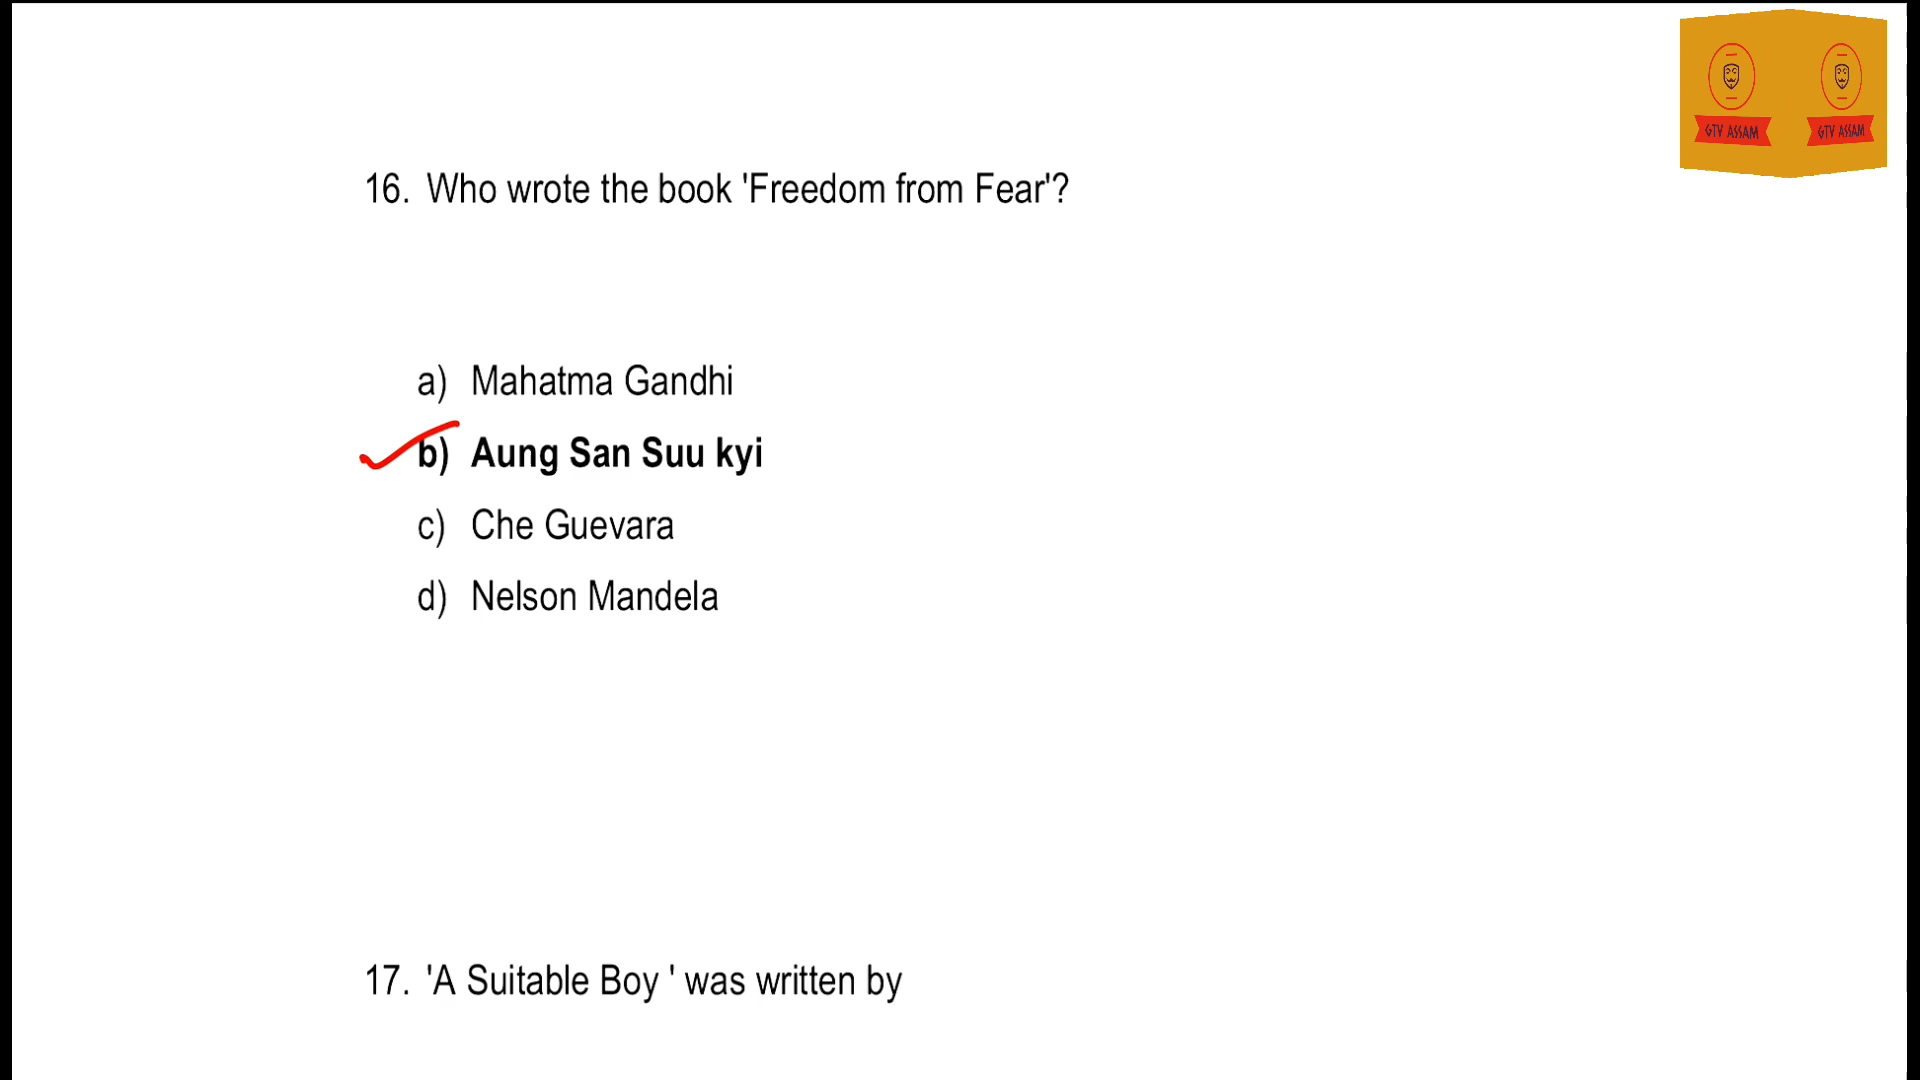 GTV ASSAM GTV ASSAM
16. Who wrote the book 'Freedom from Fear'?
a) Mahatma Gandhi
b) Aung San Suu kyi
c) Che Guevara
d) Nelson Mandela
17. 'A Suitable Boy ' was written by